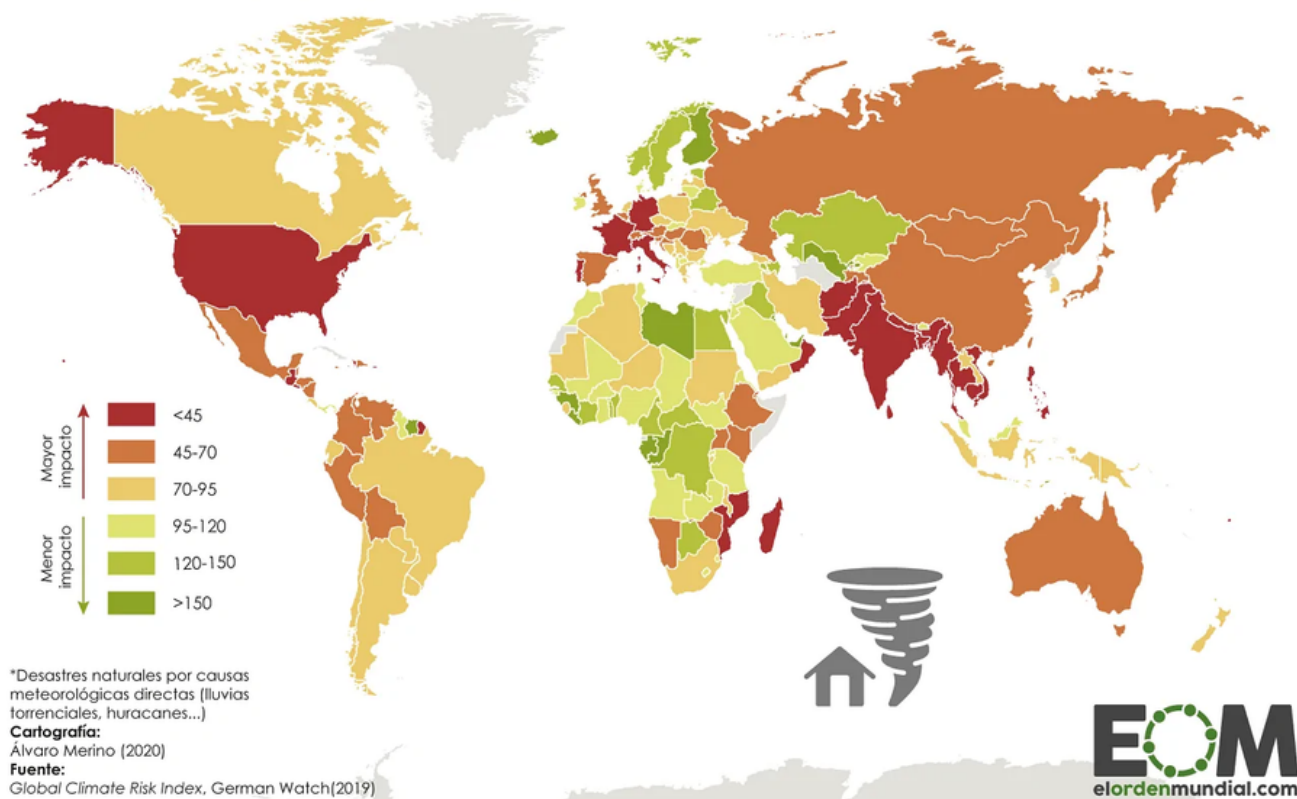 Mayor
impacto
Menor
impacto
<45
45-70
70-95
95-120
120-150
>150
*Desastres naturales por causas
meteorológicas directas (lluvias
torrenciales, huracanes...)
Cartografía:
Álvaro Merino (2020)
Fuente:
Global Climate Risk Index, German Watch(2019)
EOM
elordenmundial.com